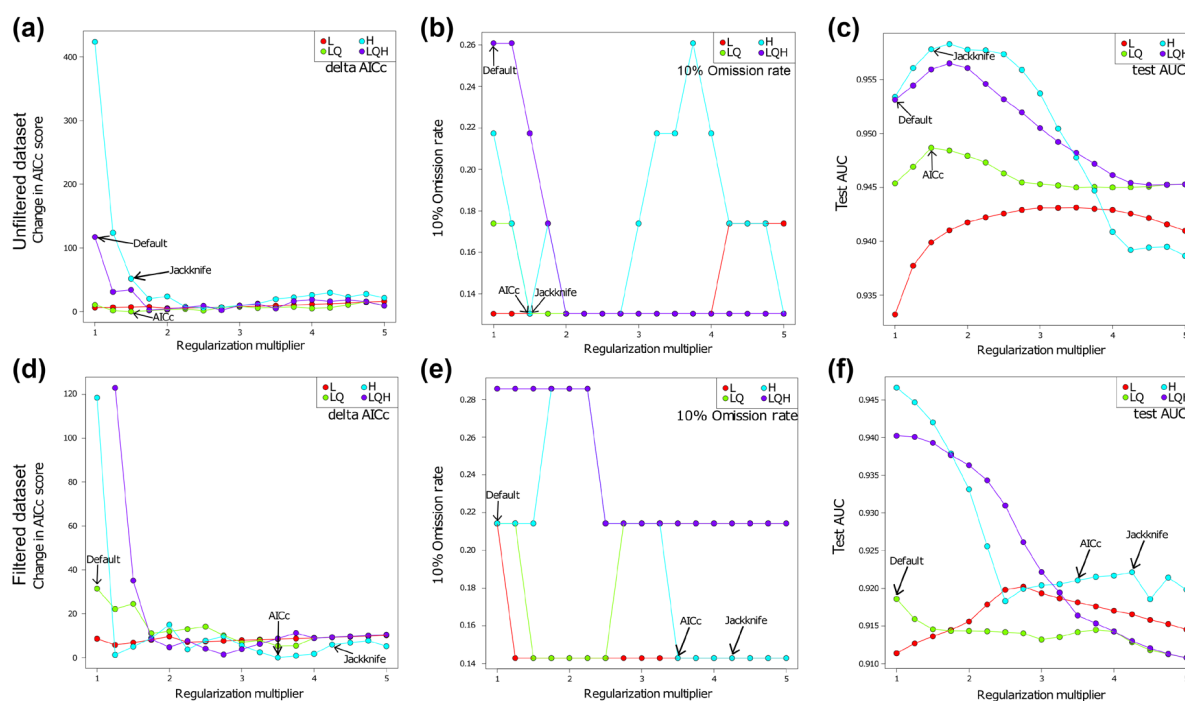 (a)
Unfiltered dataset
Change in AICc score
400
300
200
100
0
1 2 3 4 5
Regularization multiplier
L H
LQ LQH
delta AICc
Default
Jackknife
AICc
(b)
10% Omission rate
0.26
0.24
0.22
0.20
0.18
0.16
0.14
1 2 3 4 5
Regularization multiplier
L H
LQ LQH
10% Omission rate
Default
AICc
Jackknife
(c)
Test AUC
0.955
0.950
0.945
0.940
0.935
1 2 3 4 5
Regularization multiplier
L H
LQ LQH
test AUC
Jackknife
Default
AICc
(d)
Filtered dataset
Change in AICc score
120
100
80
60
40
20
0
1 2 3 4 5
Regularization multiplier
L H
LQ LQH
delta AICc
Default
AICc
Jackknife
(e)
10% Omission rate
0.28
0.26
0.24
0.22
0.20
0.18
0.16
0.14
1 2 3 4 5
Regularization multiplier
L H
LQ LQH
10% Omission rate
Default
AICc
Jackknife
(f)
Test AUC
0.945
0.940
0.935
0.930
0.925
0.920
0.915
0.910
1 2 3 4 5
Regularization multiplier
L H
LQ LQH
test AUC
Default
AICc
Jackknife